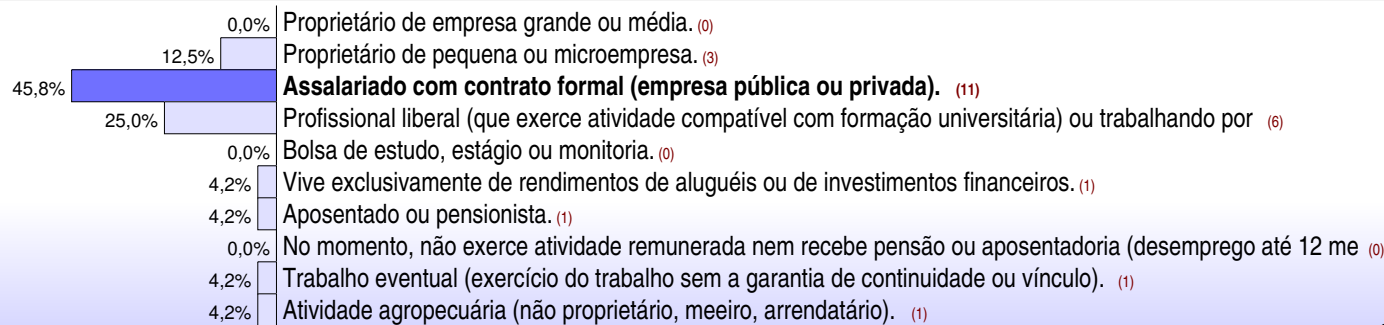 0,0% Proprietário de empresa grande ou média. (0)
12,5% Proprietário de pequena ou microempresa. (3)
45,8% Assalariado com contrato formal (empresa pública ou privada). (11)
25,0% Profissional liberal (que exerce atividade compatível com formação universitária) ou trabalhando por (6)
0,0% Bolsa de estudo, estágio ou monitoria. (0)
4,2% Vive exclusivamente de rendimentos de aluguéis ou de investimentos financeiros. (1)
4,2% Aposentado ou pensionista. (1)
0,0% No momento, não exerce atividade remunerada nem recebe pensão ou aposentadoria (desemprego até 12 me (0)
4,2% Trabalho eventual (exercício do trabalho sem a garantia de continuidade ou vínculo). (1)
4,2% Atividade agropecuária (não proprietário, meeiro, arrendatário). (1)